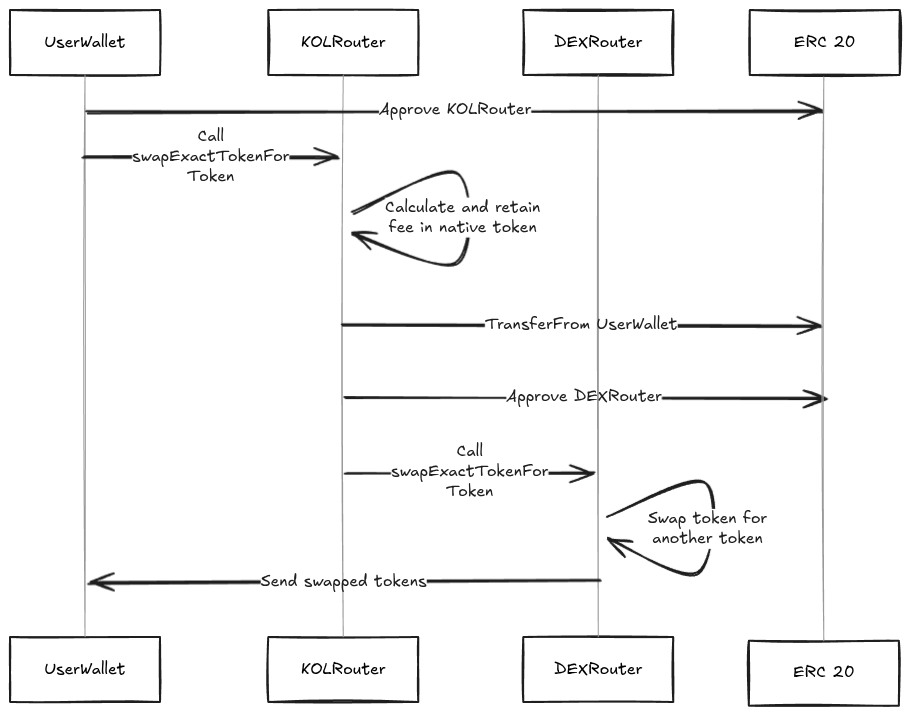 UserWallet
KOLRouter
DEXRouter
ERC 20
Approve KOLRouter
Call
swapExactTokenFor
Token
Calculate and retain
fee in native token
TransferFrom UserWallet
Approve DEXRouter
Call
swapExactTokenFor
Token
Swap token for
another token
Send swapped tokens
UserWallet
KOLRouter
DEXRouter
ERC 20